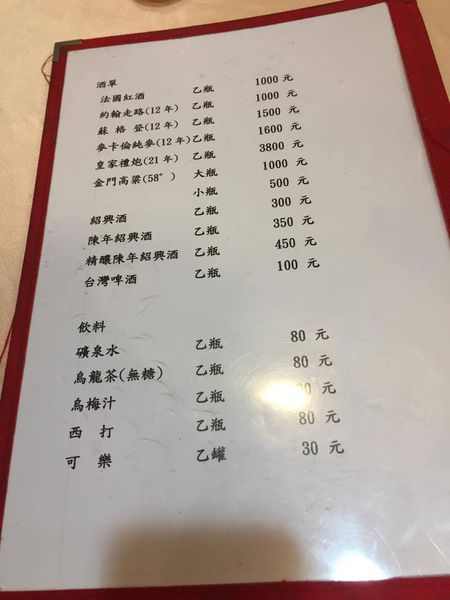 酒單
法國紅酒 乙瓶 1000 元
約翰走路(12年) 乙瓶 1000 元
蘇 格 登(12年) 乙瓶 1500 元
麥卡倫純麥(12年) 乙瓶 1600 元
皇家禮炮(21年) 乙瓶 3800 元
金門高粱(58°) 大瓶 1000 元
小瓶 500 元
紹興酒 乙瓶 300 元
陳年紹興酒 乙瓶 350 元
精釀陳年紹興酒 乙瓶 450 元
台灣啤酒 乙瓶 100 元
飲料
礦泉水 乙瓶 80 元
烏龍茶(無糖) 乙瓶 80 元
烏梅汁 乙瓶 元
西 打 乙瓶 80 元
可 樂 乙罐 30 元